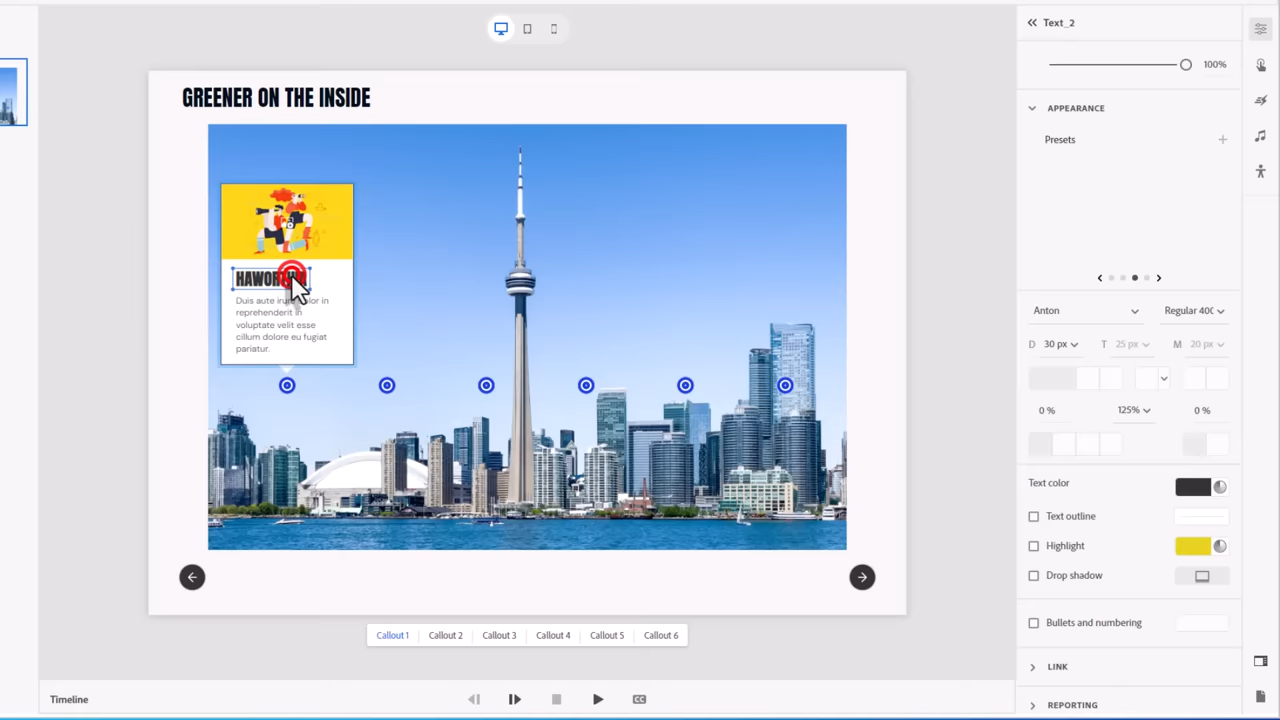 Text_2
100%
GREENER ON THE INSIDE
APPEARANCE
Presets
Duis aute irure dolor in
reprehenderit in
voluptate velit esse
cillum dolore eu fugiat
pariatur.
Anton
Regular 400
D 30 px T 25 px M 20 px
0 % 125% 0 %
Text color
Text outline
Highlight
Drop shadow
Bullets and numbering
LINK
REPORTING
Callout 1 Callout 2 Callout 3 Callout 4 Callout 5 Callout 6
Timeline
CC